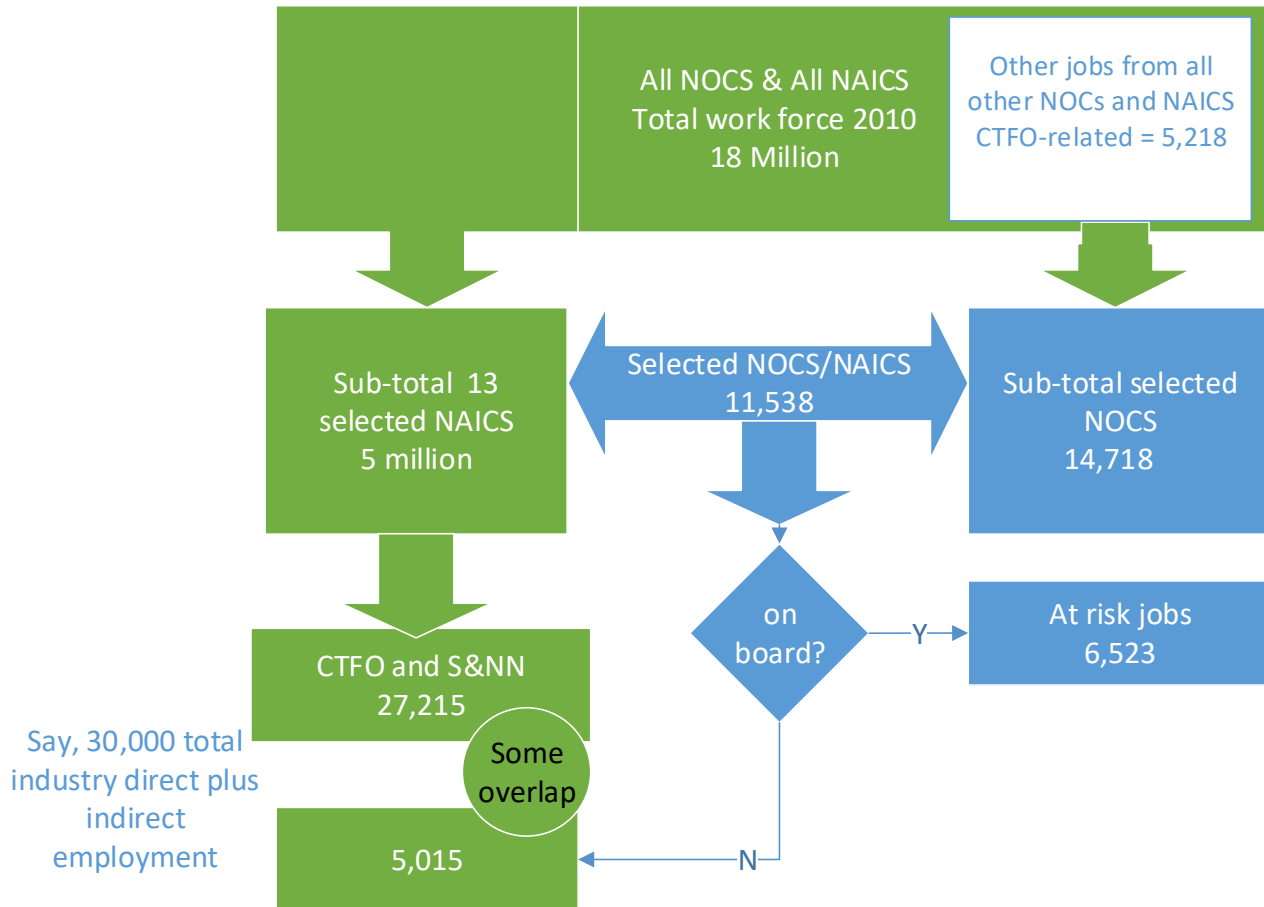 All NOCS & All NAICS
Total work force 2010
18 Million
Other jobs from all
other NOCs and NAICS
CTFO-related = 5,218
Sub-total 13
selected NAICS
5 million
Selected NOCS/NAICS
11,538
Sub-total selected
NOCS
14,718
on
board?
Y
At risk jobs
6,523
CTFO and S&NN
27,215
Some
overlap
Say, 30,000 total
industry direct plus
indirect
employment
5,015
N